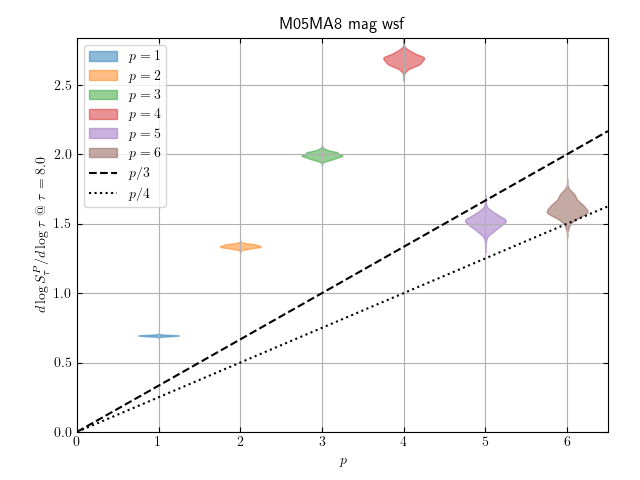 M05MA8 mag wsf
p = 1
p = 2
p = 3
p = 4
p = 5
p = 6
p/3
p/4
d log S_τ^P / d log τ @ τ = 8.0
2.5
2.0
1.5
1.0
0.5
0.0
0 1 2 3 4 5 6
p